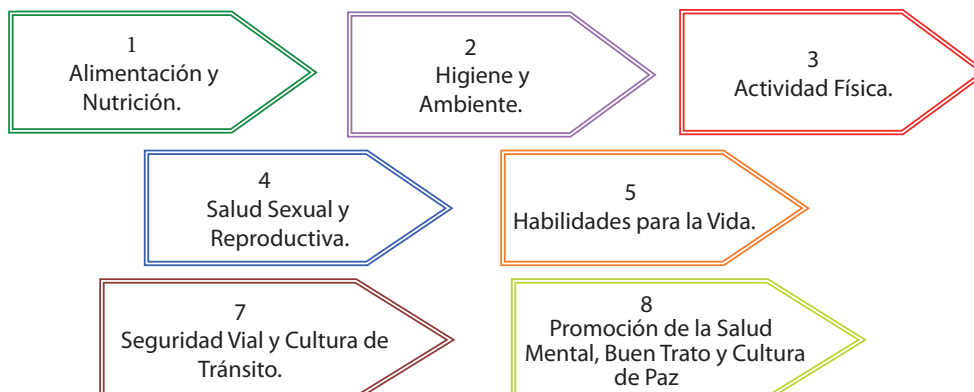 1
Alimentación y
Nutrición.
2
Higiene y
Ambiente.
3
Actividad Física.
4
Salud Sexual y
Reproductiva.
5
Habilidades para la Vida.
7
Seguridad Vial y Cultura de
Tránsito.
8
Promoción de la Salud
Mental, Buen Trato y Cultura
de Paz